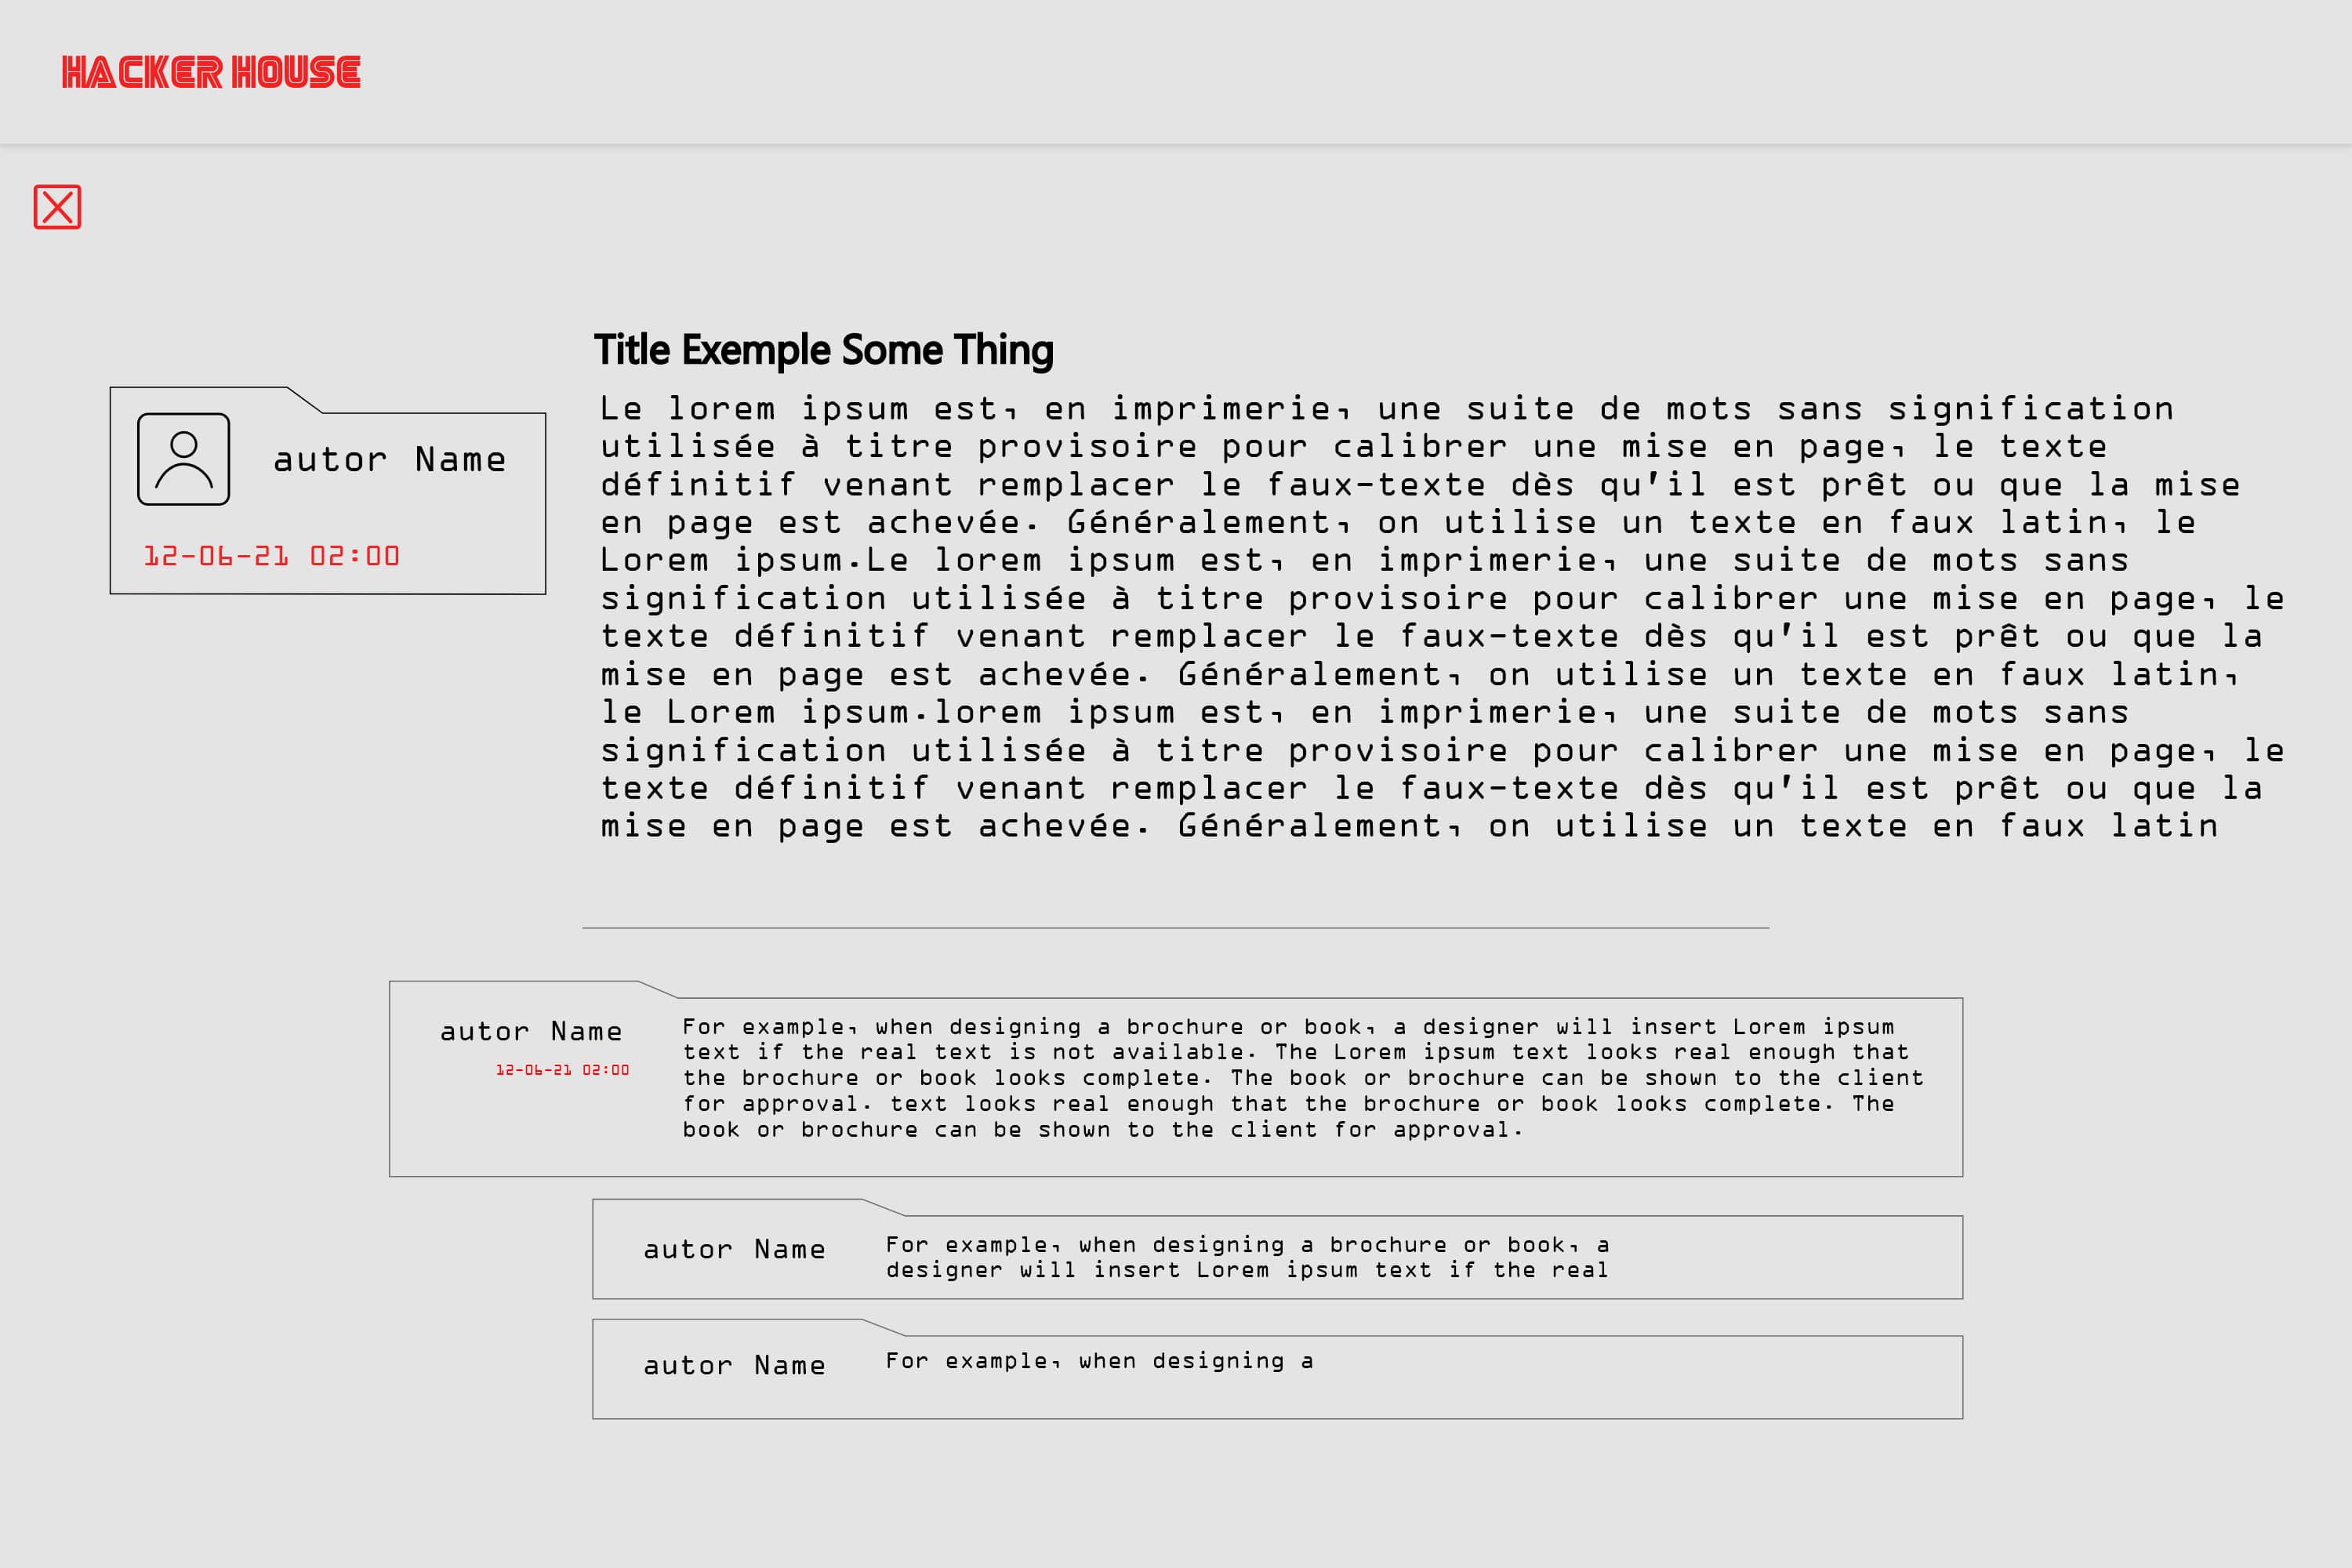 HACKER HOUSE
Title Exemple Some Thing
autor Name
12-06-21 02:00
Le lorem ipsum est, en imprimerie, une suite de mots sans signification
utilisée à titre provisoire pour calibrer une mise en page, le texte
définitif venant remplacer le faux-texte dès qu'il est prêt ou que la mise
en page est achevée. Généralement, on utilise un texte en faux latin, le
Lorem ipsum.Le lorem ipsum est, en imprimerie, une suite de mots sans
signification utilisée à titre provisoire pour calibrer une mise en page, le
texte définitif venant remplacer le faux-texte dès qu'il est prêt ou que la
mise en page est achevée. Généralement, on utilise un texte en faux latin,
le Lorem ipsum.lorem ipsum est, en imprimerie, une suite de mots sans
signification utilisée à titre provisoire pour calibrer une mise en page, le
texte définitif venant remplacer le faux-texte dès qu'il est prêt ou que la
mise en page est achevée. Généralement, on utilise un texte en faux latin
autor Name
12-06-21 02:00
For example, when designing a brochure or book, a designer will insert Lorem ipsum
text if the real text is not available. The Lorem ipsum text looks real enough that
the brochure or book looks complete. The book or brochure can be shown to the client
for approval. text looks real enough that the brochure or book looks complete. The
book or brochure can be shown to the client for approval.
autor Name
For example, when designing a brochure or book, a
designer will insert Lorem ipsum text if the real
autor Name
For example, when designing a